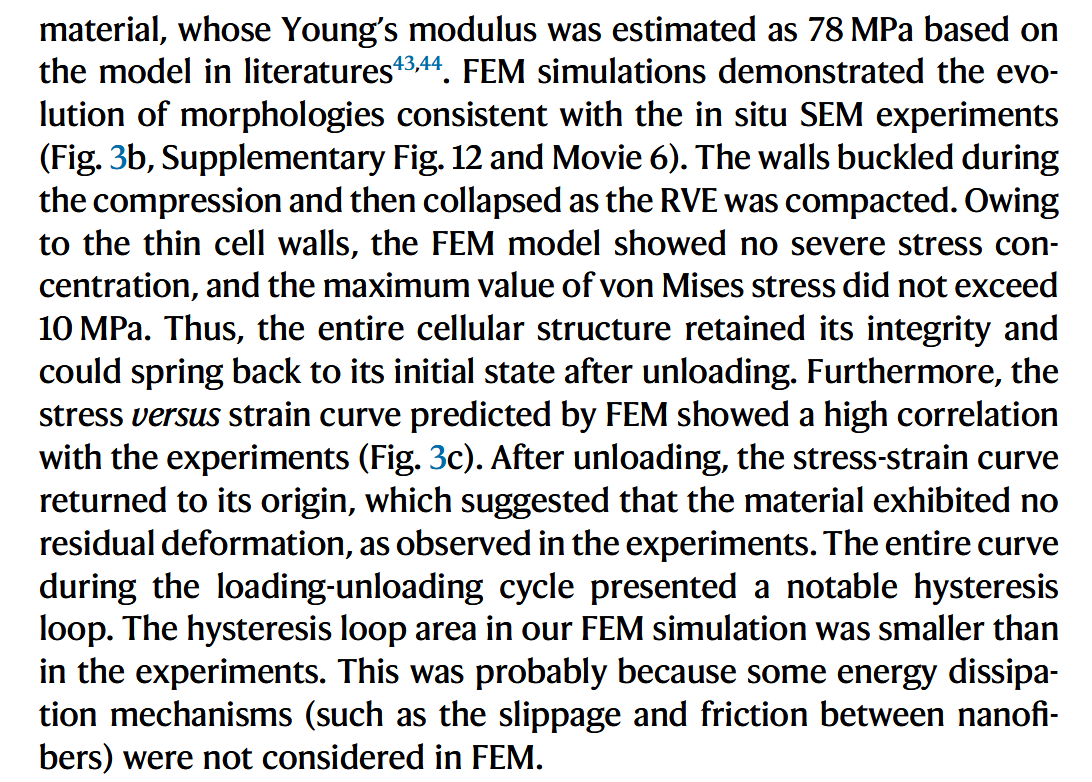 material, whose Young's modulus was estimated as 78 MPa based on
the model in literatures43,44. FEM simulations demonstrated the evo-
lution of morphologies consistent with the in situ SEM experiments
(Fig. 3b, Supplementary Fig. 12 and Movie 6). The walls buckled during
the compression and then collapsed as the RVE was compacted. Owing
to the thin cell walls, the FEM model showed no severe stress con-
centration, and the maximum value of von Mises stress did not exceed
10 MPa. Thus, the entire cellular structure retained its integrity and
could spring back to its initial state after unloading. Furthermore, the
stress versus strain curve predicted by FEM showed a high correlation
with the experiments (Fig. 3c). After unloading, the stress-strain curve
returned to its origin, which suggested that the material exhibited no
residual deformation, as observed in the experiments. The entire curve
during the loading-unloading cycle presented a notable hysteresis
loop. The hysteresis loop area in our FEM simulation was smaller than
in the experiments. This was probably because some energy dissipa-
tion mechanisms (such as the slippage and friction between nanofi-
bers) were not considered in FEM.